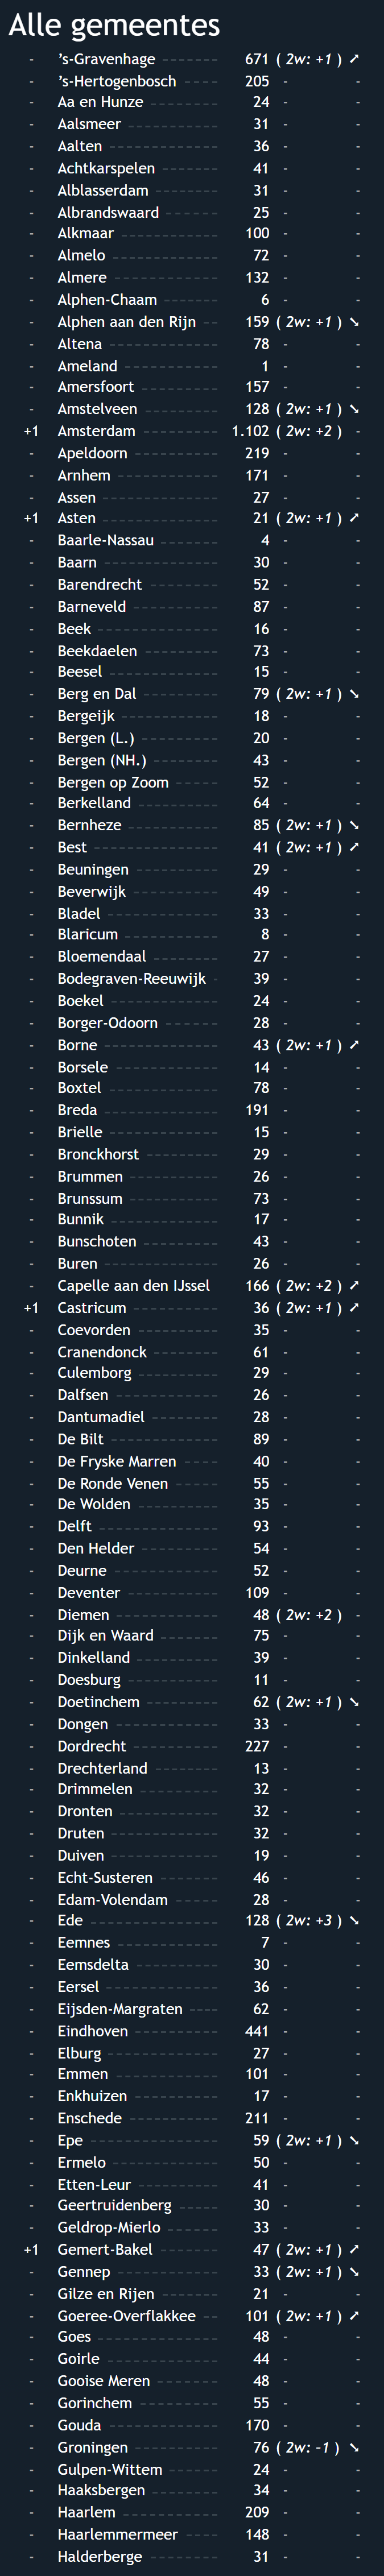 Alle gemeentes
- 's-Gravenhage ------- 671 ( 2w: +1 ) ➚
- 's-Hertogenbosch ----- 205 - -
- Aa en Hunze -------- 24 - -
- Aalsmeer ----------- 31 - -
- Aalten ------------- 36 - -
- Achtkarspelen ------- 41 - -
- Alblasserdam -------- 31 - -
- Albrandswaard ------ 25 - -
- Alkmaar ------------ 100 - -
- Almelo ------------- 72 - -
- Almere ------------- 132 - -
- Alphen-Chaam ------- 6 - -
- Alphen aan den Rijn -- 159 ( 2w: +1 ) ➘
- Altena ------------- 78 - -
- Ameland ----------- 1 - -
- Amersfoort --------- 157 - -
- Amstelveen --------- 128 ( 2w: +1 ) ➘
+1 Amsterdam --------- 1.102 ( 2w: +2 ) -
- Apeldoorn ---------- 219 - -
- Arnhem ------------ 171 - -
- Assen -------------- 27 - -
+1 Asten -------------- 21 ( 2w: +1 ) ➚
- Baarle-Nassau ------- 4 - -
- Baarn -------------- 30 - -
- Barendrecht -------- 52 - -
- Barneveld ---------- 87 - -
- Beek --------------- 16 - -
- Beekdaelen --------- 73 - -
- Beesel ------------- 15 - -
- Berg en Dal --------- 79 ( 2w: +1 ) ➘
- Bergeijk ------------ 18 - -
- Bergen (L.) --------- 20 - -
- Bergen (NH.) -------- 43 - -
- Bergen op Zoom ----- 52 - -
- Berkelland ---------- 64 - -
- Bernheze ----------- 85 ( 2w: +1 ) ➘
- Best --------------- 41 ( 2w: +1 ) ➚
- Beuningen ---------- 29 - -
- Beverwijk ----------- 49 - -
- Bladel ------------- 33 - -
- Blaricum ----------- 8 - -
- Bloemendaal -------- 27 - -
- Bodegraven-Reeuwijk - 39 - -
- Boekel ------------- 24 - -
- Borger-Odoorn ------ 28 - -
- Borne -------------- 43 ( 2w: +1 ) ➚
- Borsele ------------ 14 - -
- Boxtel ------------- 78 - -
- Breda -------------- 191 - -
- Brielle ------------- 15 - -
- Bronckhorst -------- 29 - -
- Brummen ---------- 26 - -
- Brunssum ---------- 73 - -
- Bunnik ------------- 17 - -
- Bunschoten --------- 43 - -
- Buren -------------- 26 - -
- Capelle aan den IJssel 166 ( 2w: +2 ) ➚
+1 Castricum ---------- 36 ( 2w: +1 ) ➚
- Coevorden ---------- 35 - -
- Cranendonck -------- 61 - -
- Culemborg ---------- 29 - -
- Dalfsen ------------ 26 - -
- Dantumadiel -------- 28 - -
- De Bilt ------------- 89 - -
- De Fryske Marren ---- 40 - -
- De Ronde Venen ----- 55 - -
- De Wolden ---------- 35 - -
- Delft -------------- 93 - -
- Den Helder --------- 54 - -
- Deurne ------------ 52 - -
- Deventer ----------- 109 - -
- Diemen ------------ 48 ( 2w: +2 ) -
- Dijk en Waard ------- 75 - -
- Dinkelland ---------- 39 - -
- Doesburg ----------- 11 - -
- Doetinchem -------- 62 ( 2w: +1 ) ➘
- Dongen ------------ 33 - -
- Dordrecht ---------- 227 - -
- Drechterland -------- 13 - -
- Drimmelen --------- 32 - -
- Dronten ------------ 32 - -
- Druten ------------- 32 - -
- Duiven ------------- 19 - -
- Echt-Susteren ------- 46 - -
- Edam-Volendam ----- 28 - -
- Ede ---------------- 128 ( 2w: +3 ) ➘
- Eemnes ------------ 7 - -
- Eemsdelta ---------- 30 - -
- Eersel -------------- 36 - -
- Eijsden-Margraten ---- 62 - -
- Eindhoven ---------- 441 - -
- Elburg ------------- 27 - -
- Emmen ------------ 101 - -
- Enkhuizen ---------- 17 - -
- Enschede ----------- 211 - -
- Epe ---------------- 59 ( 2w: +1 ) ➘
- Ermelo ------------- 50 - -
- Etten-Leur ---------- 41 - -
- Geertruidenberg ----- 30 - -
- Geldrop-Mierlo ------ 33 - -
+1 Gemert-Bakel ------- 47 ( 2w: +1 ) ➚
- Gennep ------------ 33 ( 2w: +1 ) ➘
- Gilze en Rijen ------- 21 - -
- Goeree-Overflakkee -- 101 ( 2w: +1 ) ➚
- Goes -------------- 48 - -
- Goirle -------------- 44 - -
- Gooise Meren ------- 48 - -
- Gorinchem --------- 55 - -
- Gouda ------------- 170 - -
- Groningen ---------- 76 ( 2w: -1 ) ➘
- Gulpen-Wittem ------ 24 - -
- Haaksbergen -------- 34 - -
- Haarlem ----------- 209 - -
- Haarlemmermeer ---- 148 - -
- Halderberge -------- 31 - -